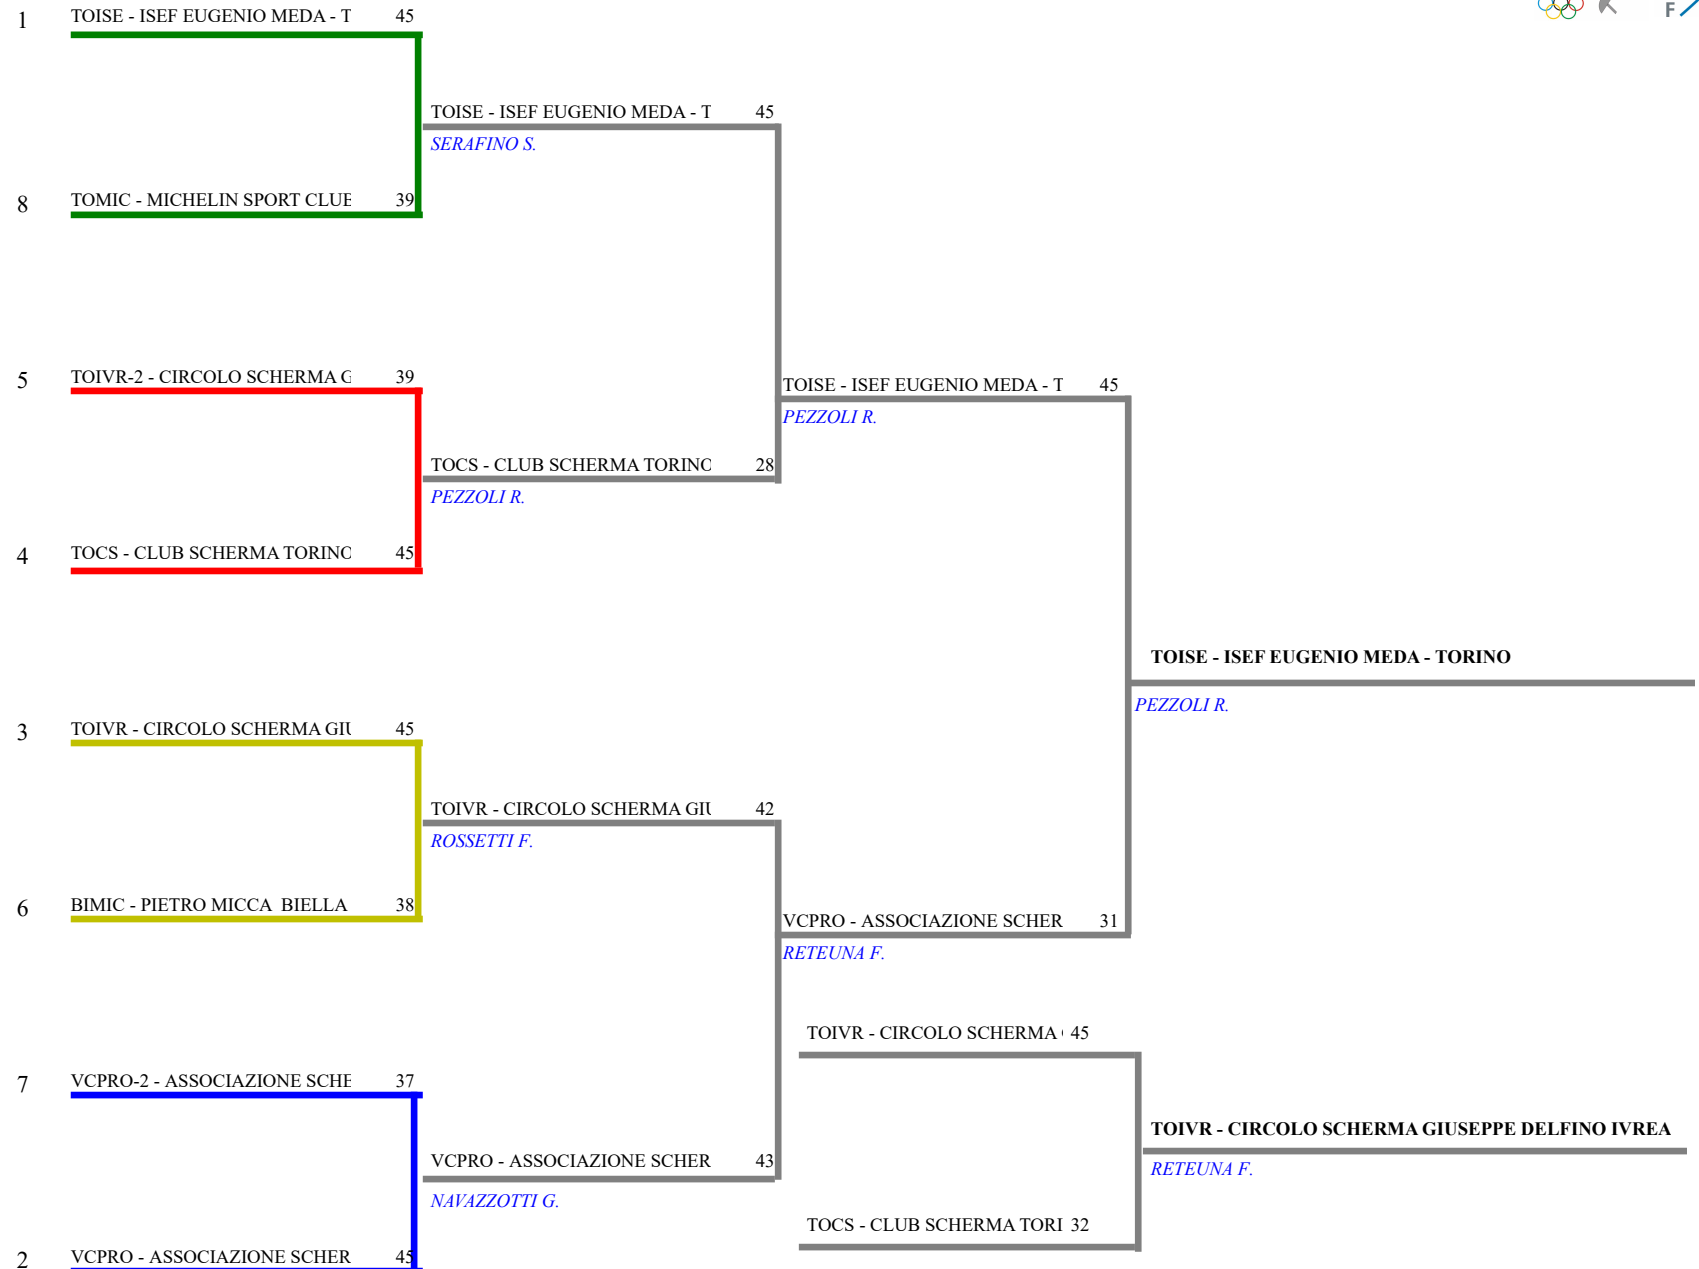 1 TOISE - ISEF EUGENIO MEDA - T 45
F
TOISE - ISEF EUGENIO MEDA - T 45
SERAFINO S.
8 TOMIC - MICHELIN SPORT CLUB 39
5 TOIVR-2 - CIRCOLO SCHERMA G 39
TOISE - ISEF EUGENIO MEDA - T 45
PEZZOLI R.
TOCS - CLUB SCHERMA TORINO 28
PEZZOLI R.
4 TOCS - CLUB SCHERMA TORINO 45
TOISE - ISEF EUGENIO MEDA - TORINO
PEZZOLI R.
3 TOIVR - CIRCOLO SCHERMA GIU 45
TOIVR - CIRCOLO SCHERMA GIU 42
ROSSETTI F.
6 BIMIC - PIETRO MICCA  BIELLA 38
VCPRO - ASSOCIAZIONE SCHER 31
RETEUNA F.
TOIVR - CIRCOLO SCHERMA 45
7 VCPRO-2 - ASSOCIAZIONE SCHE 37
TOIVR - CIRCOLO SCHERMA GIUSEPPE DELFINO IVREA
RETEUNA F.
VCPRO - ASSOCIAZIONE SCHER 43
NAVAZZOTTI G.
TOCS - CLUB SCHERMA TORI 32
2 VCPRO - ASSOCIAZIONE SCHER 45